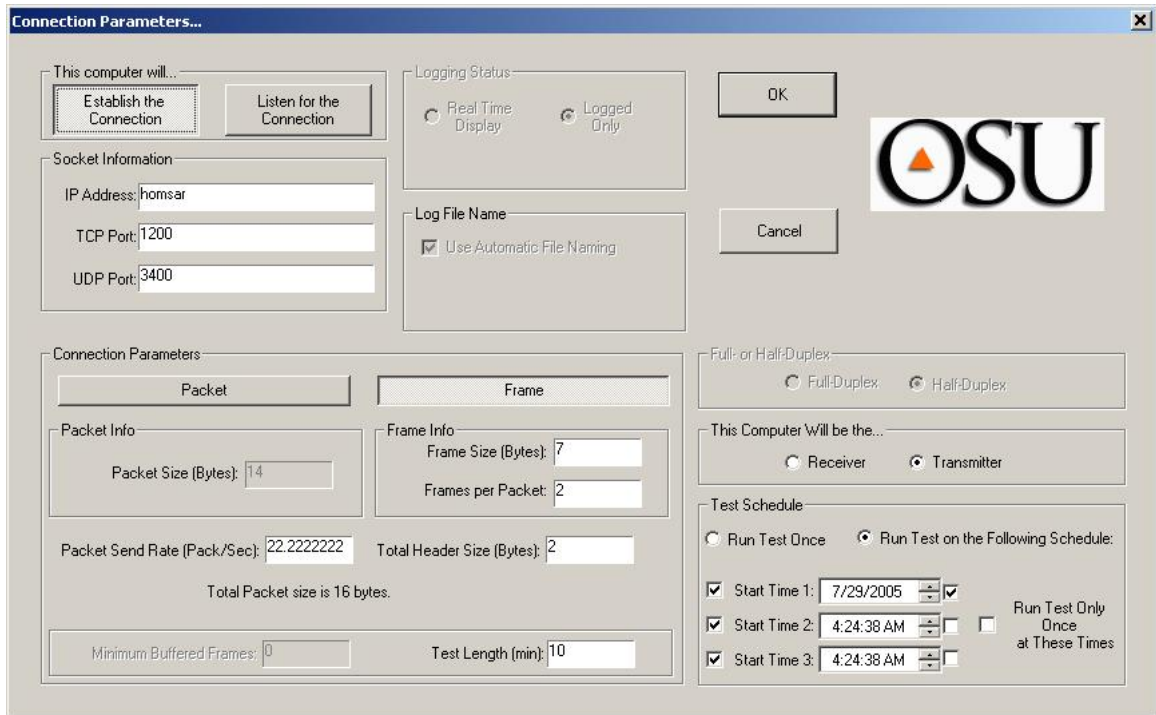 Connection Parameters...
This computer will...
Establish the
Connection
Listen for the
Connection
Socket Information
IP Address: homsar
TCP Port: 1200
UDP Port: 3400
Logging Status
Real Time
Display
Logged
Only
Log File Name
Use Automatic File Naming
OK
Cancel
OSU
Connection Parameters
Packet
Frame
Packet Info
Packet Size (Bytes): 14
Frame Info
Frame Size (Bytes): 7
Frames per Packet: 2
Packet Send Rate (Pack/Sec): 22.2222222
Total Header Size (Bytes): 2
Total Packet size is 16 bytes.
Minimum Buffered Frames: 0
Test Length (min): 10
Full- or Half-Duplex
Full-Duplex
Half-Duplex
This Computer Will be the...
Receiver
Transmitter
Test Schedule
Run Test Once
Run Test on the Following Schedule:
Start Time 1: 7/29/2005
Start Time 2: 4:24:38 AM
Start Time 3: 4:24:38 AM
Run Test Only
Once
at These Times